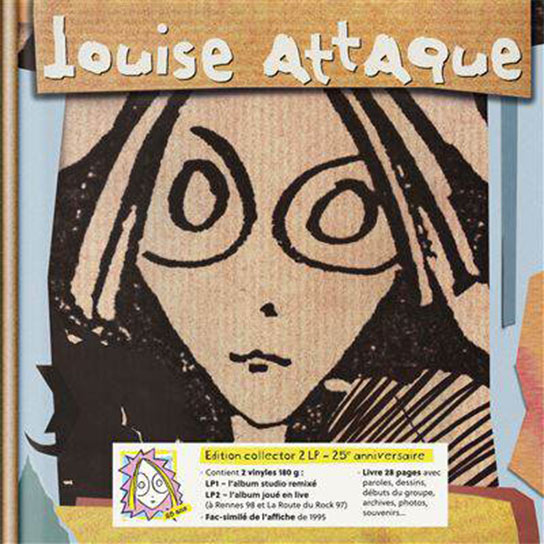 Louise Attaque
Edition collector 2 LP – 25e anniversaire
· Contient 2 vinyles 180 g :
LP1 – l'album studio remixé
LP2 – l'album joué en live
(à Rennes 98 et La Route du Rock 97)
· Fac-similé de l'affiche de 1995
· Livre 28 pages avec
paroles, dessins,
débuts du groupe,
archives, photos,
souvenirs...
25 ans